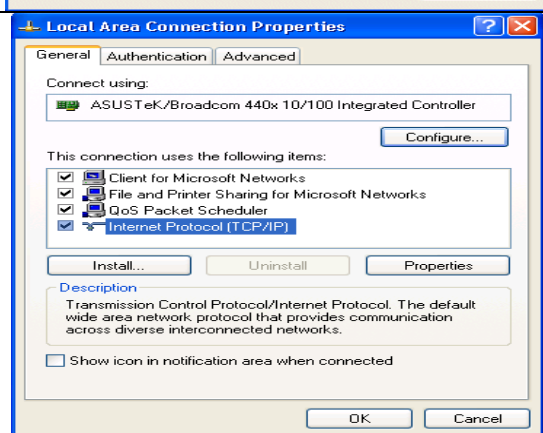 Local Area Connection Properties
General Authentication Advanced
Connect using:
ASUSTeK/Broadcom 440x 10/100 Integrated Controller
Configure...
This connection uses the following items:
Client for Microsoft Networks
File and Printer Sharing for Microsoft Networks
QoS Packet Scheduler
Internet Protocol (TCP/IP)
Install... Uninstall Properties
Description
Transmission Control Protocol/Internet Protocol. The default
wide area network protocol that provides communication
across diverse interconnected networks.
Show icon in notification area when connected
OK Cancel